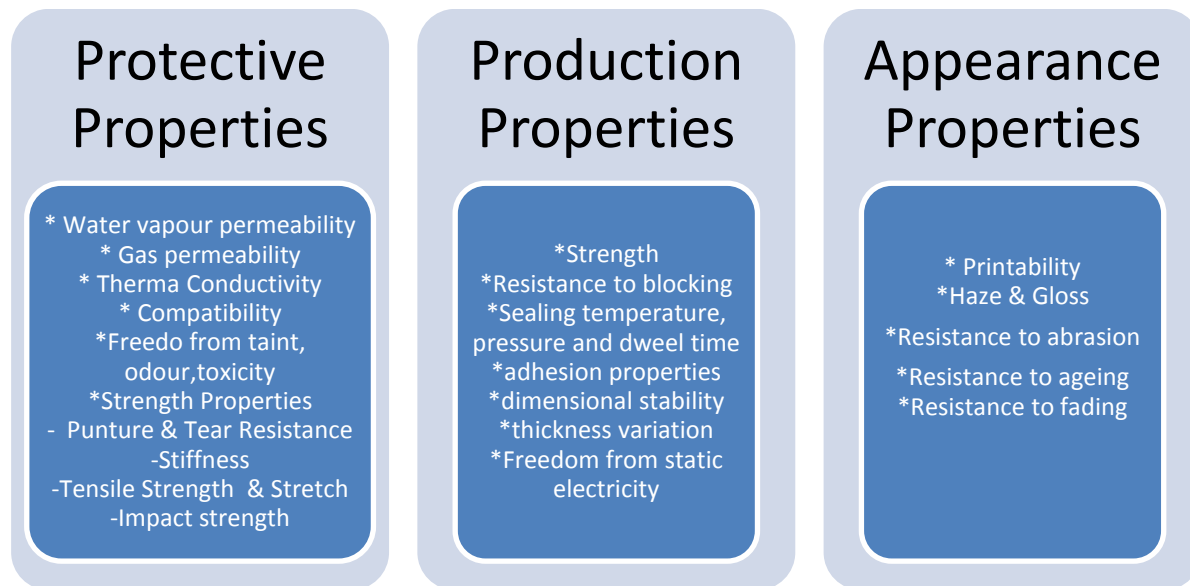 Protective
Properties
* Water vapour permeability
* Gas permeability
* Therma Conductivity
* Compatibility
*Freedo from taint,
odour,toxicity
*Strength Properties
- Punture & Tear Resistance
-Stiffness
-Tensile Strength & Stretch
-Impact strength
Production
Properties
*Strength
*Resistance to blocking
*Sealing temperature,
pressure and dweel time
*adhesion properties
*dimensional stability
*thickness variation
*Freedom from static
electricity
Appearance
Properties
* Printability
*Haze & Gloss
*Resistance to abrasion
*Resistance to ageing
*Resistance to fading